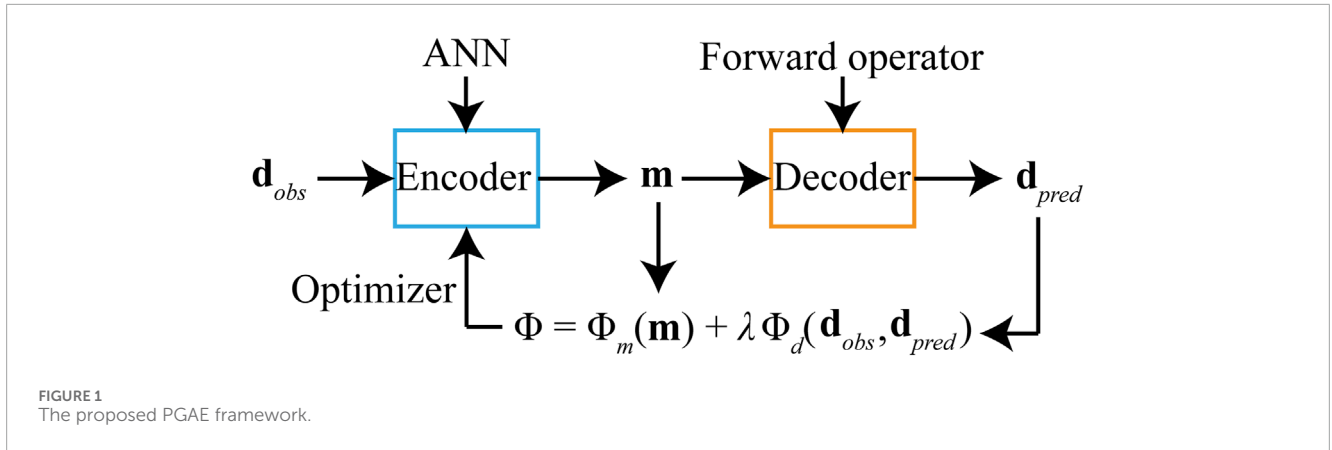 ANN
Forward operator
d_obs Encoder m Decoder d_pred
Optimizer
Φ = Φ_m(m) + λ Φ_d(d_obs,d_pred)
FIGURE 1
The proposed PGAE framework.